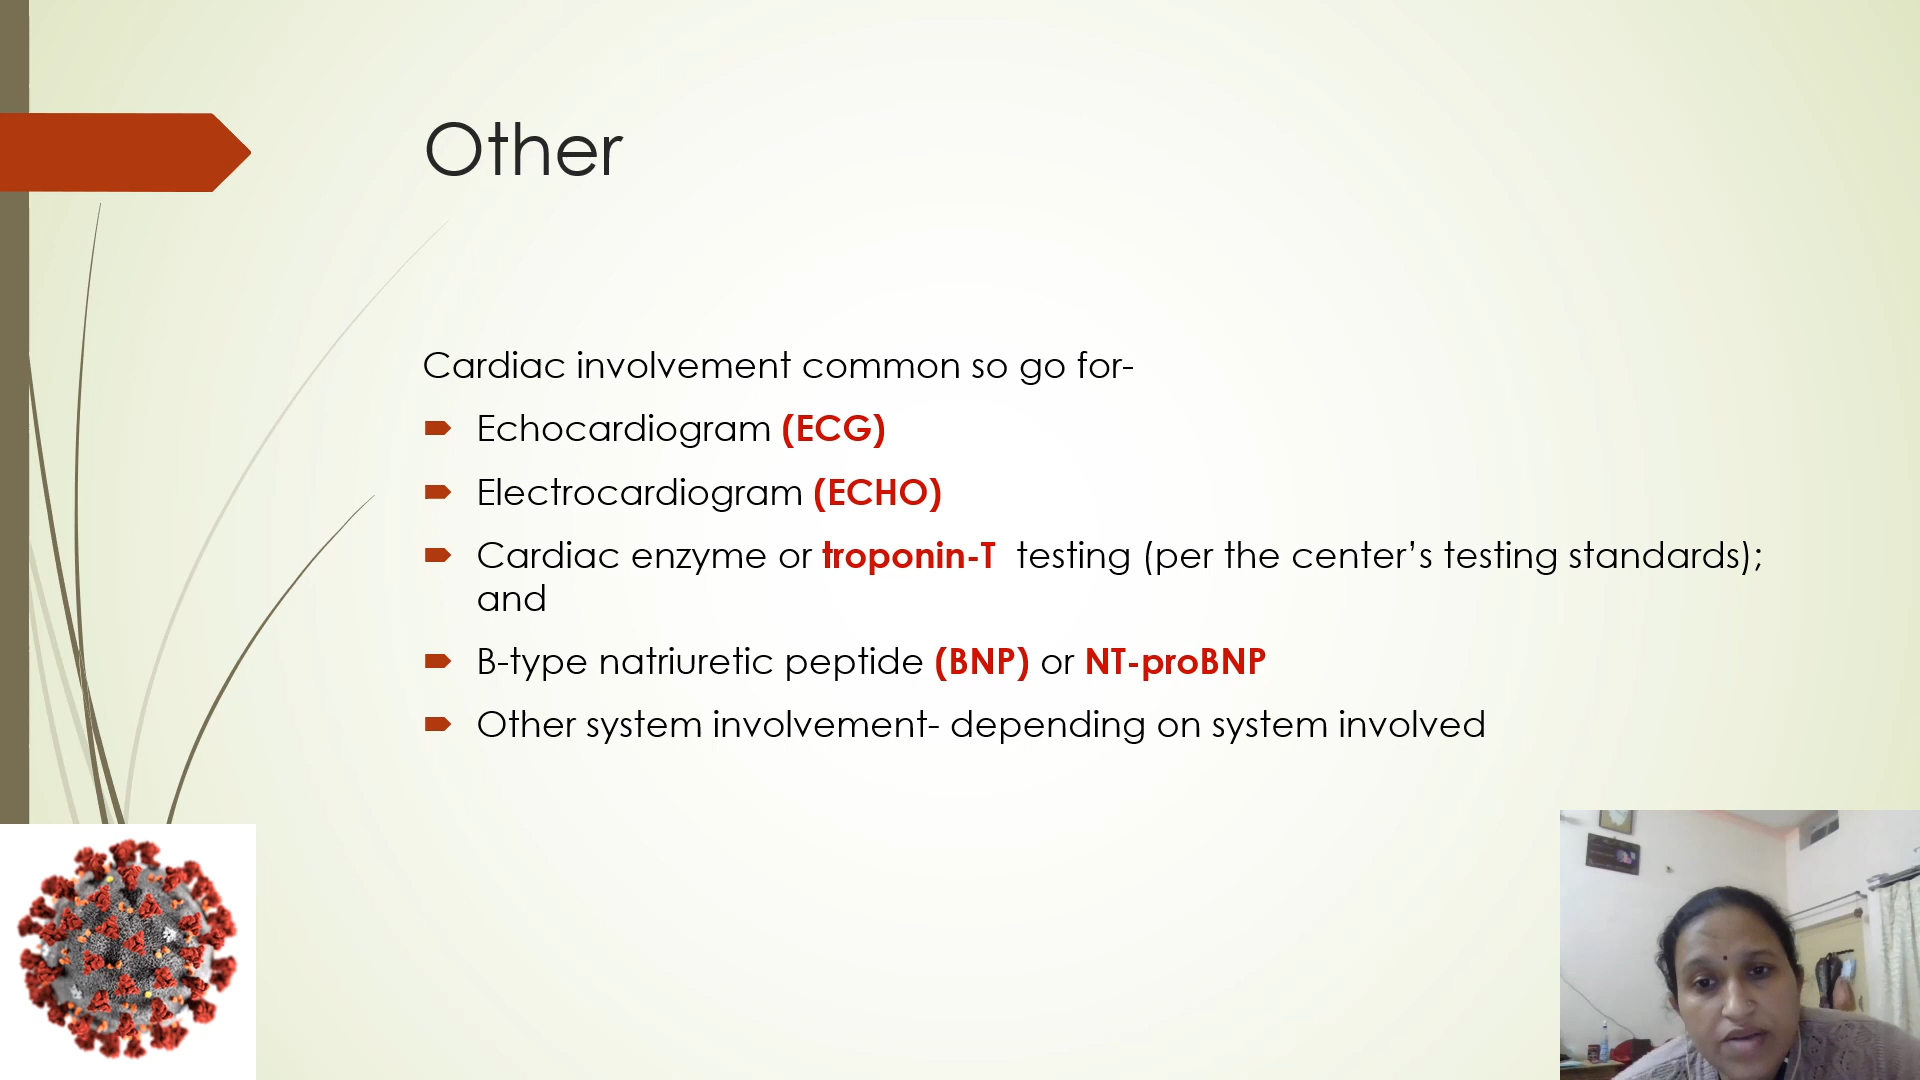 Other
Cardiac involvement common so go for-
Echocardiogram (ECG)
Electrocardiogram (ECHO)
Cardiac enzyme or troponin-T testing (per the center’s testing standards);
and
B-type natriuretic peptide (BNP) or NT-proBNP
Other system involvement- depending on system involved